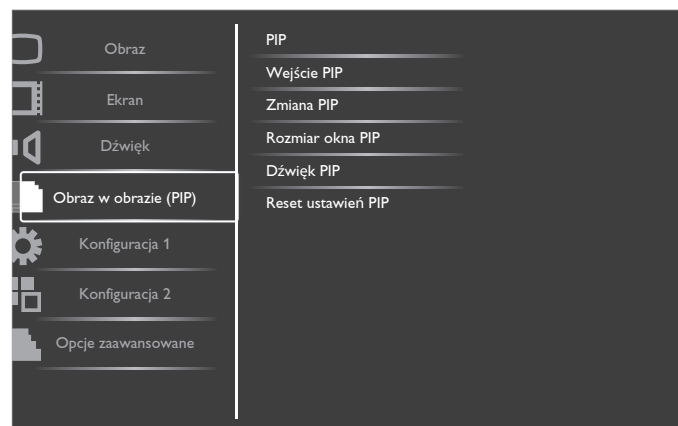 Obraz
Ekran
Dźwięk
Obraz w obrazie (PIP)
Konfiguracja 1
Konfiguracja 2
Opcje zaawansowane
PIP
Wejście PIP
Zmiana PIP
Rozmiar okna PIP
Dźwięk PIP
Reset ustawień PIP